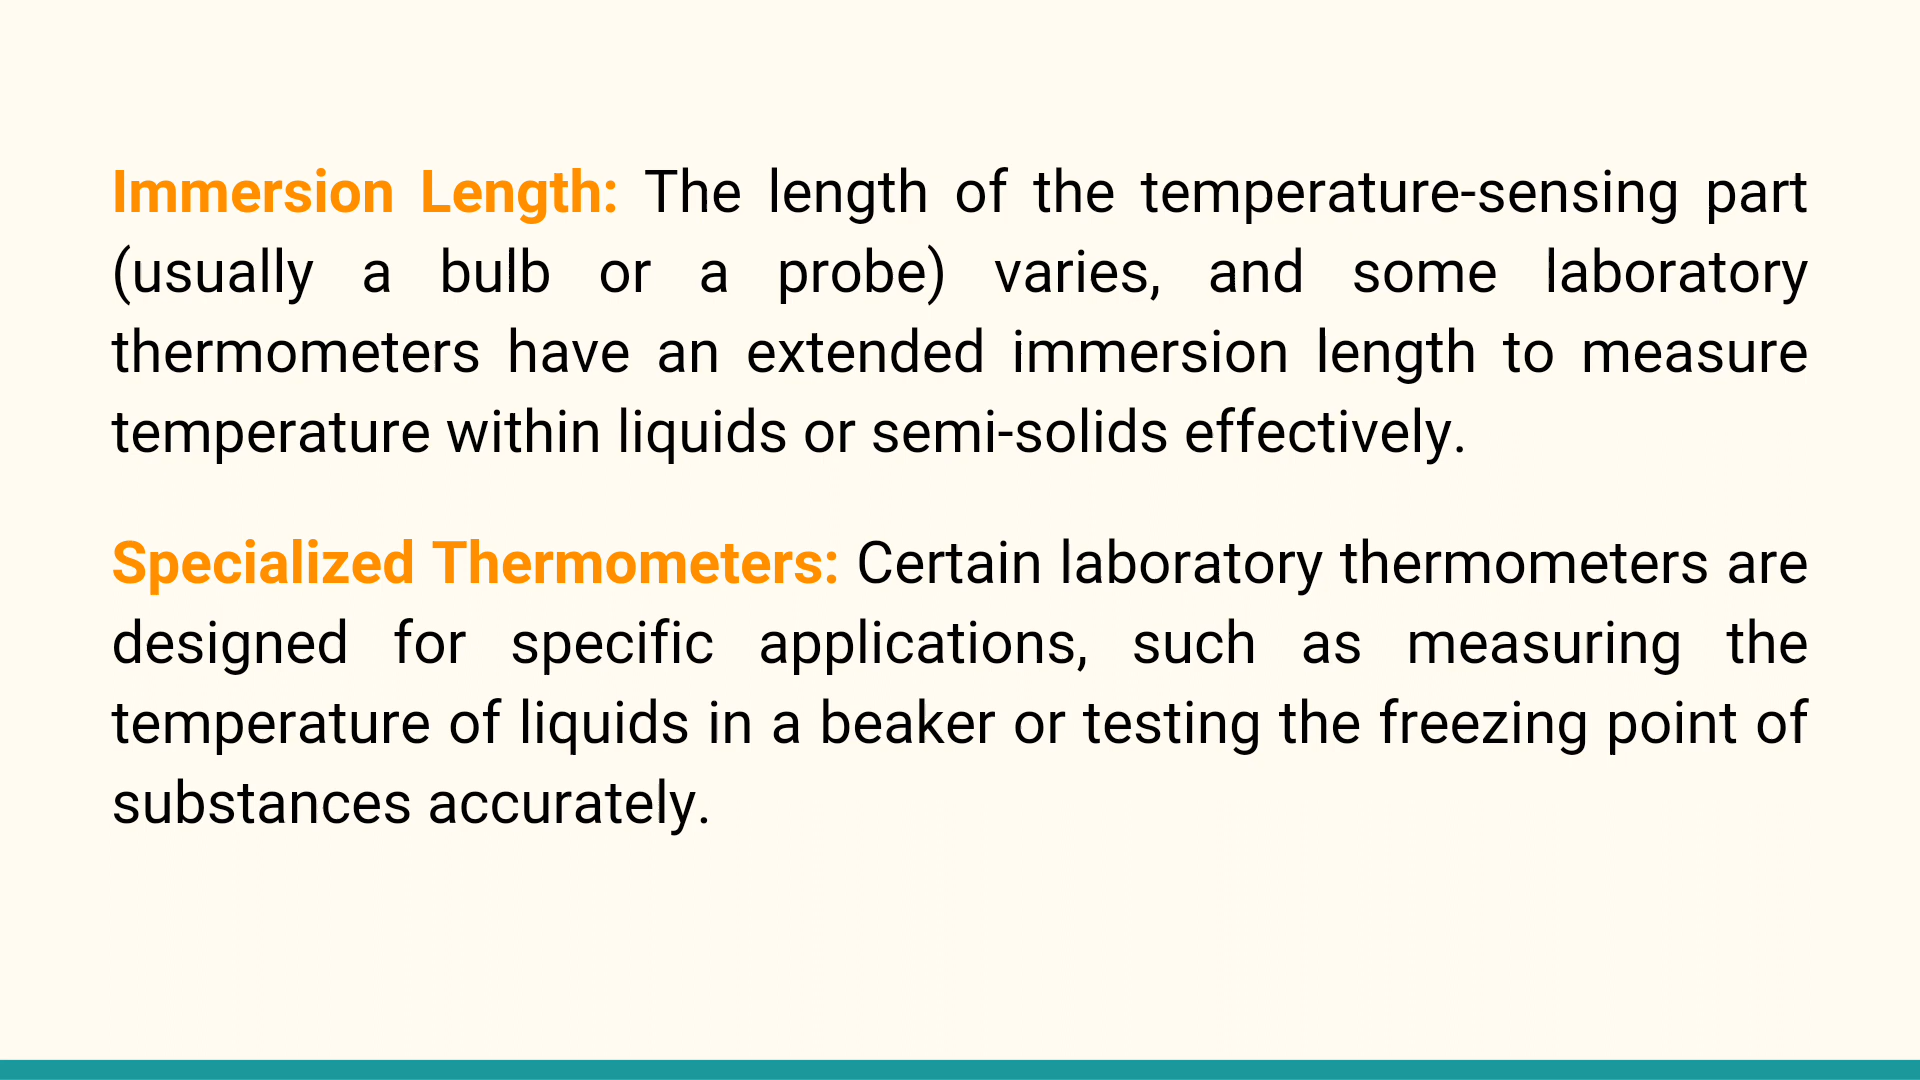 Immersion Length: The length of the temperature-sensing part
(usually a bulb or a probe) varies, and some laboratory
thermometers have an extended immersion length to measure
temperature within liquids or semi-solids effectively.
Specialized Thermometers: Certain laboratory thermometers are
designed for specific applications, such as measuring the
temperature of liquids in a beaker or testing the freezing point of
substances accurately.